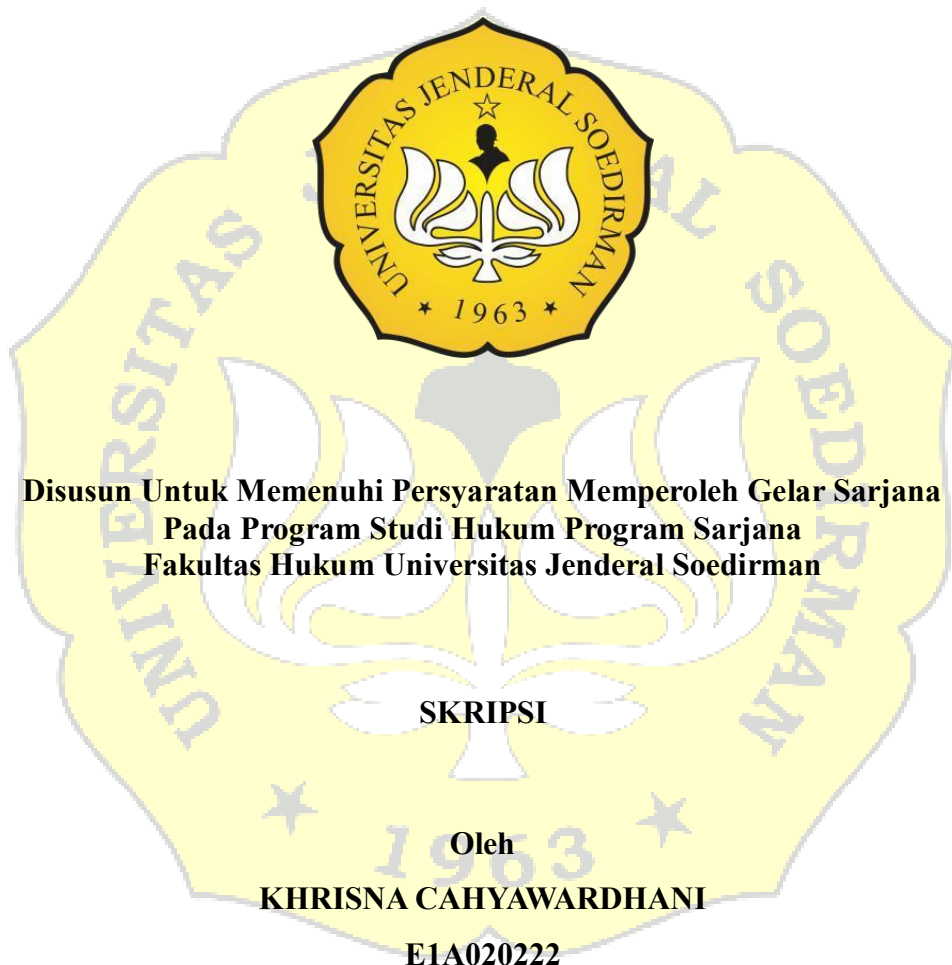 UNIVERSITAS JENDERAL SOEDIRMAN
★ 1963 ★
Disusun Untuk Memenuhi Persyaratan Memperoleh Gelar Sarjana
Pada Program Studi Hukum Program Sarjana
Fakultas Hukum Universitas Jenderal Soedirman
SKRIPSI
Oleh
KHRISNA CAHYAWARDHANI
E1A020222